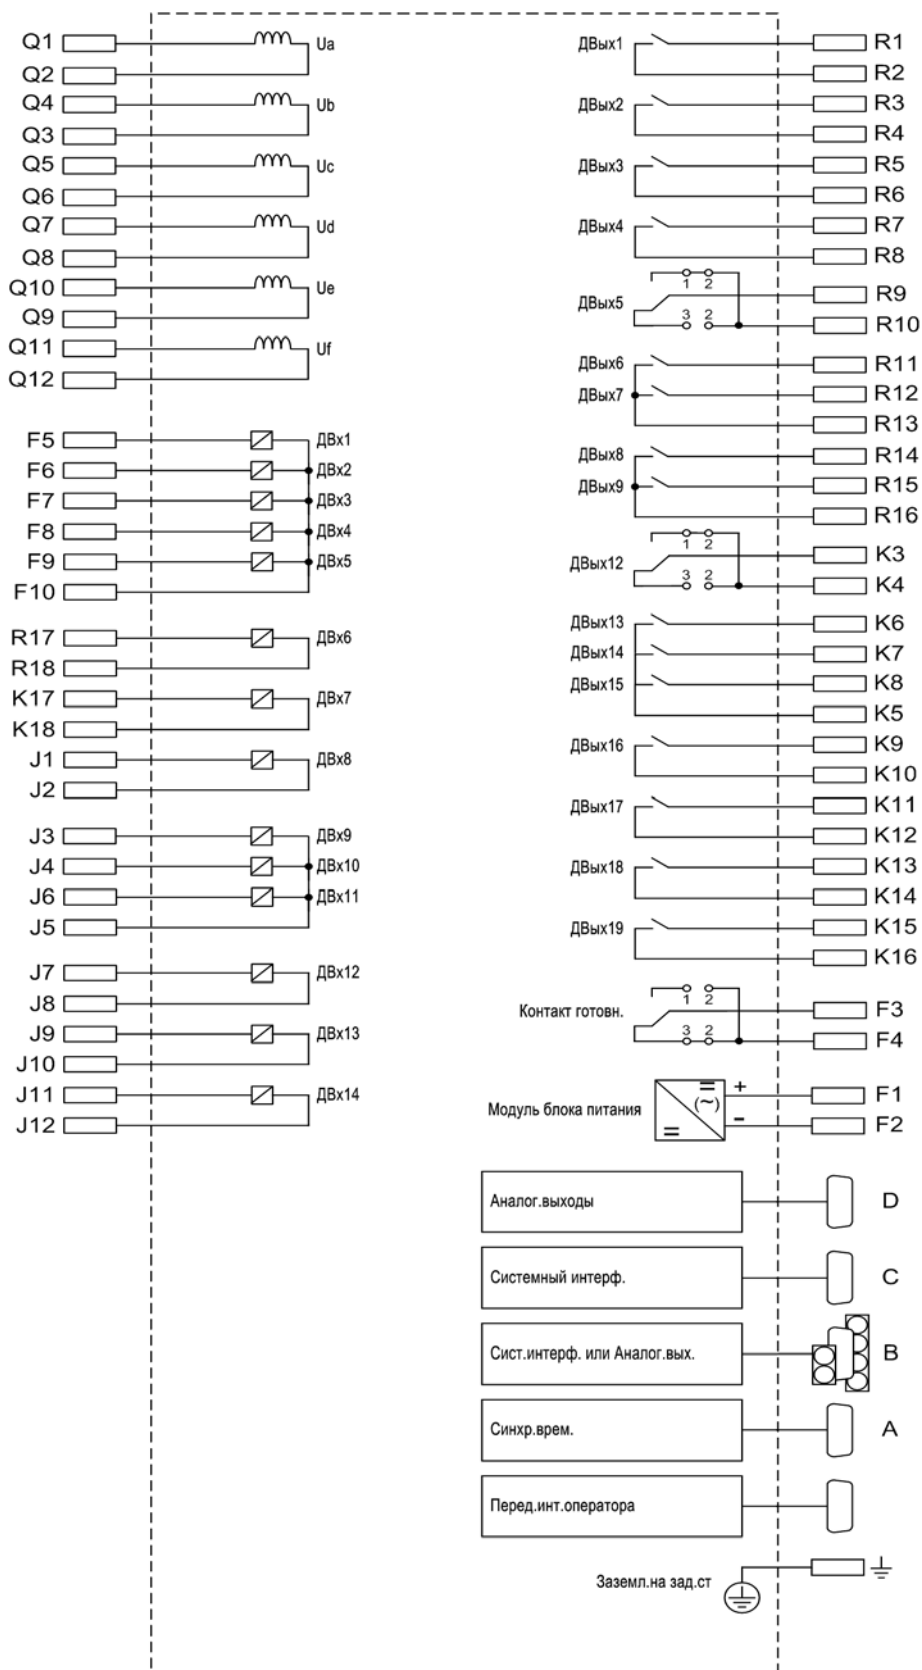 Q1 Ua ДВых1 R1
Q2 R2
Q4 Ub ДВых2 R3
Q3 R4
Q5 Uc ДВых3 R5
Q6 R6
Q7 Ud ДВых4 R7
Q8 R8
1 2
Q10 Ue ДВых5 R9
Q9 3 2 R10
Q11 Uf ДВых6 R11
Q12 ДВых7 R12
R13
F5 ДВх1 ДВых8 R14
F6 ДВх2 ДВых9 R15
F7 ДВх3 R16
F8 ДВх4 1 2
F9 ДВх5 ДВых12 K3
F10 3 2 K4
R17 ДВх6 ДВых13 K6
R18 ДВых14 K7
K17 ДВх7 ДВых15 K8
K18 K5
J1 ДВх8 ДВых16 K9
J2 K10
J3 ДВх9 ДВых17 K11
J4 ДВх10 K12
J6 ДВх11 ДВых18 K13
J5 K14
ДВых19 K15
J7 ДВх12 K16
J8 1 2
Контакт готовн. F3
J9 ДВх13 3 2 F4
J10
J11 ДВх14 = (~) + F1
Модуль блока питания
J12 = - F2
Аналог.выходы D
Системный интерф. C
Сист.интерф. или Аналог.вых. B
Синхр.врем. A
Перед.инт.оператора
Заземл.на зад.ст